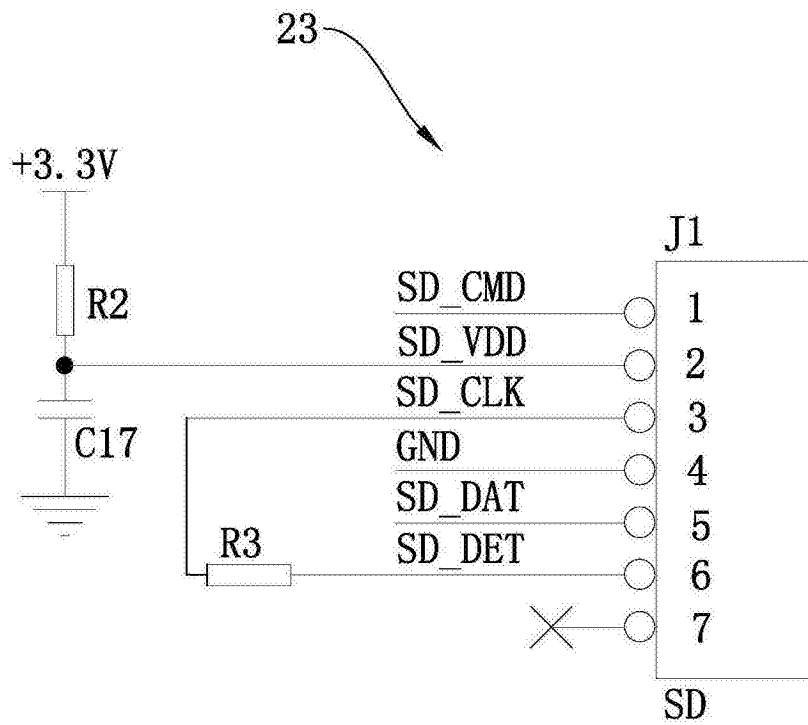 23
+3.3V
J1
R2
SD_CMD
1
SD_VDD
2
SD_CLK
3
C17
GND
4
SD_DAT
5
R3
SD_DET
6
7
SD